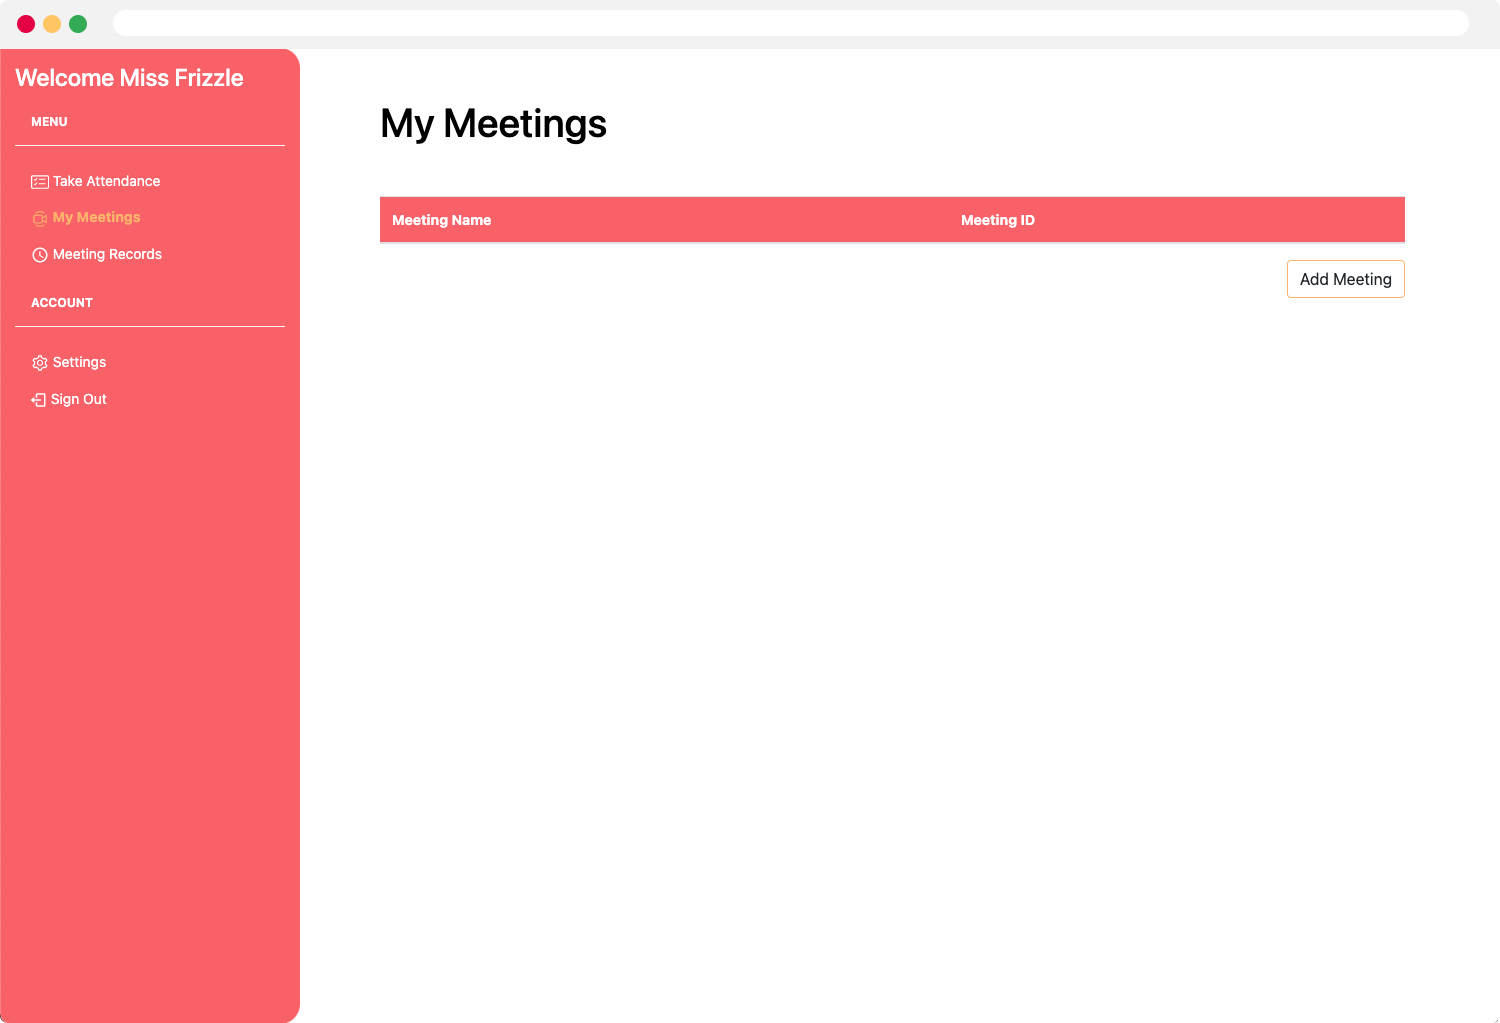 Welcome Miss Frizzle
MENU
Take Attendance
My Meetings
Meeting Records
ACCOUNT
Settings
Sign Out
My Meetings
Meeting Name Meeting ID
Add Meeting